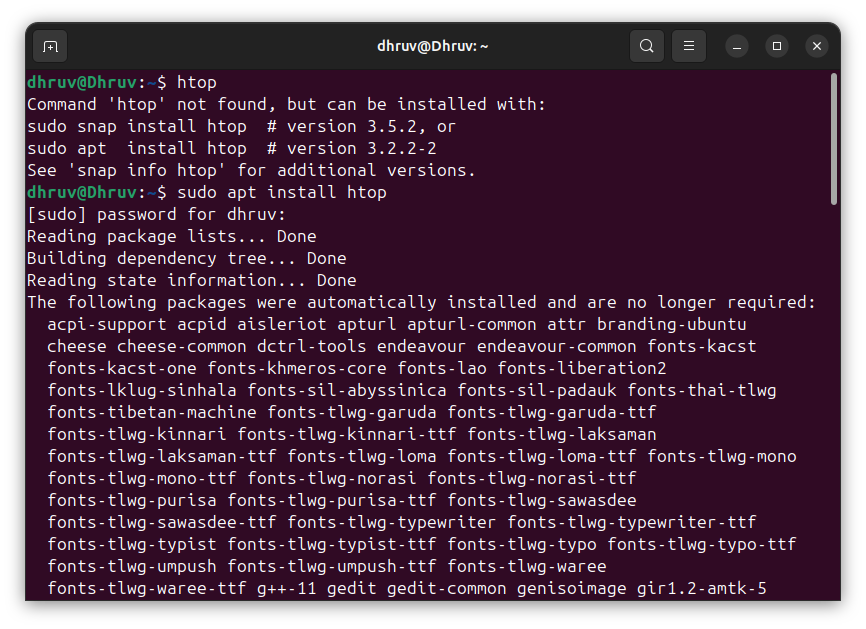 dhruv@Dhruv: ~
dhruv@Dhruv:~$ htop
Command 'htop' not found, but can be installed with:
sudo snap install htop  # version 3.5.2, or
sudo apt  install htop  # version 3.2.2-2
See 'snap info htop' for additional versions.
dhruv@Dhruv:~$ sudo apt install htop
[sudo] password for dhruv:
Reading package lists... Done
Building dependency tree... Done
Reading state information... Done
The following packages were automatically installed and are no longer required:
  acpi-support acpid aisleriot apturl apturl-common attr branding-ubuntu
  cheese cheese-common dctrl-tools endeavour endeavour-common fonts-kacst
  fonts-kacst-one fonts-khmeros-core fonts-lao fonts-liberation2
  fonts-lklug-sinhala fonts-sil-abyssinica fonts-sil-padauk fonts-thai-tlwg
  fonts-tibetan-machine fonts-tlwg-garuda fonts-tlwg-garuda-ttf
  fonts-tlwg-kinnari fonts-tlwg-kinnari-ttf fonts-tlwg-laksaman
  fonts-tlwg-laksaman-ttf fonts-tlwg-loma fonts-tlwg-loma-ttf fonts-tlwg-mono
  fonts-tlwg-mono-ttf fonts-tlwg-norasi fonts-tlwg-norasi-ttf
  fonts-tlwg-purisa fonts-tlwg-purisa-ttf fonts-tlwg-sawasdee
  fonts-tlwg-sawasdee-ttf fonts-tlwg-typewriter fonts-tlwg-typewriter-ttf
  fonts-tlwg-typist fonts-tlwg-typist-ttf fonts-tlwg-typo fonts-tlwg-typo-ttf
  fonts-tlwg-umpush fonts-tlwg-umpush-ttf fonts-tlwg-waree
  fonts-tlwg-waree-ttf g++-11 gedit gedit-common genisoimage gir1.2-amtk-5